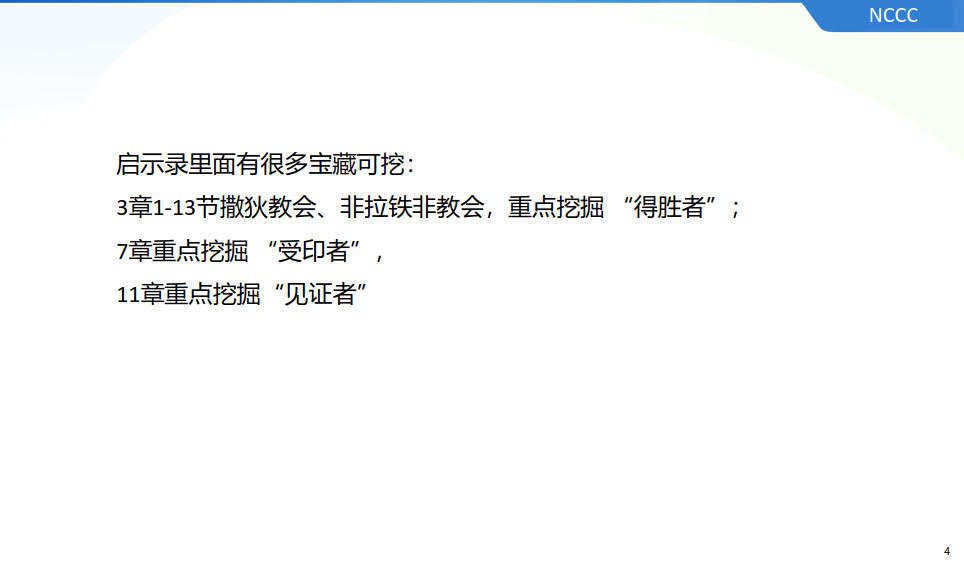 NCCC
启示录里面有很多宝藏可挖：
3章1-13节撒狄教会、非拉铁非教会，重点挖掘 “得胜者”；
7章重点挖掘 “受印者”，
11章重点挖掘“见证者”
4